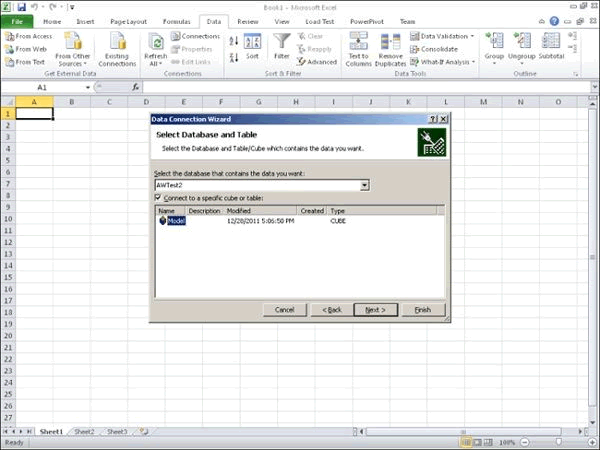 Book1 - Microsoft Excel
File Home Insert Page Layout Formulas Data Review View Load Test PowerPivot Team
From Access
From Web
From Text
From Other Sources
Existing Connections
Get External Data
Refresh All
Connections
Properties
Edit Links
Connections
Sort
Filter
Clear
Reapply
Advanced
Sort & Filter
Text to Columns
Remove Duplicates
Data Validation
Consolidate
What-If Analysis
Data Tools
Group
Ungroup
Subtotal
Outline
A1
fx
A B C D E F G H I J K L M N O
1
2
3
4
5
6
7
8
9
10
11
12
13
14
15
16
17
18
19
20
21
22
23
24
25
26
27
Data Connection Wizard
Select Database and Table
Select the Database and Table/Cube which contains the data you want.
Select the database that contains the data you want:
AWTest2
Connect to a specific cube or table:
Name Description Modified Created Type
Model 12/28/2011 5:06:50 PM CUBE
Cancel < Back Next > Finish
Sheet1 Sheet2 Sheet3
Ready 100%